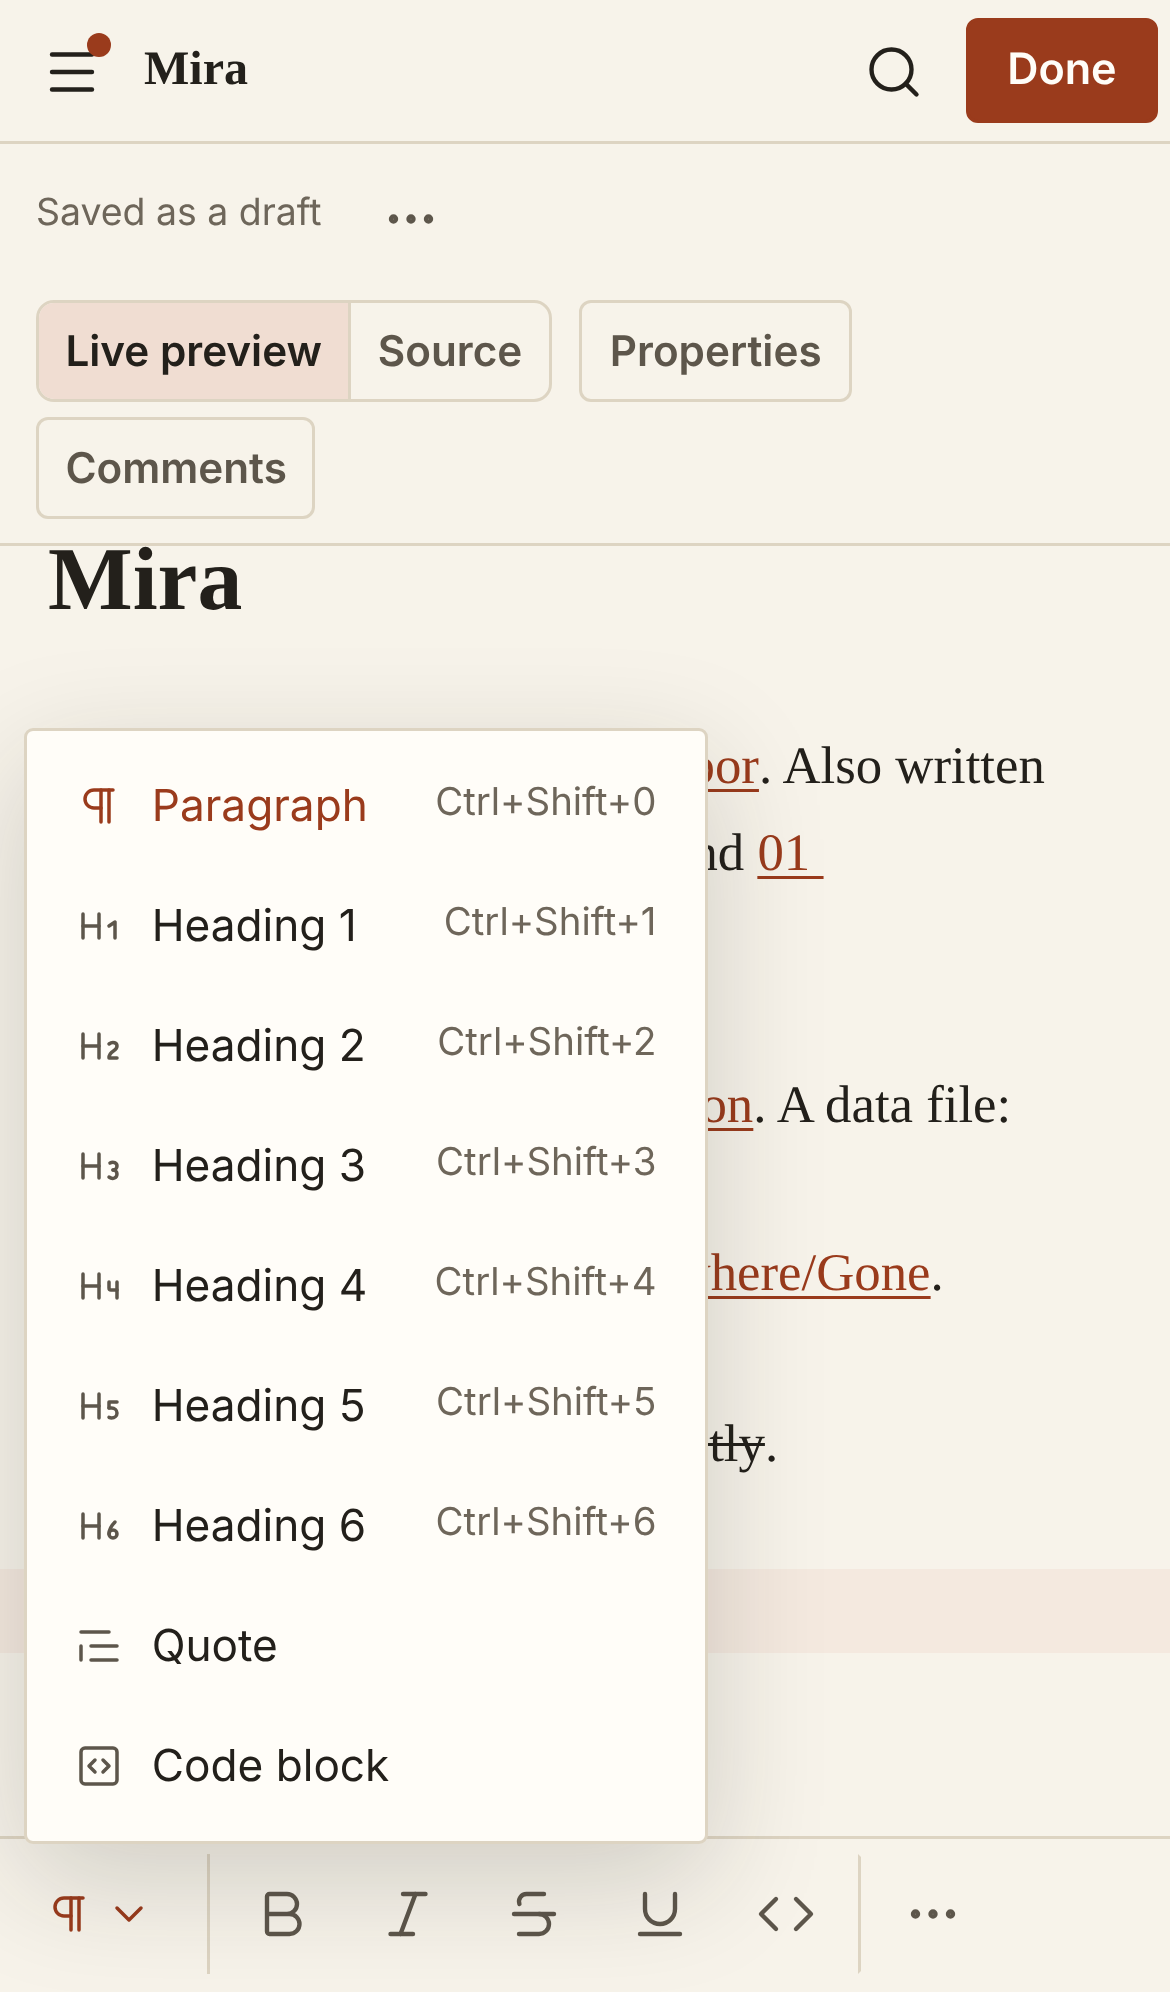 Mira
Done
Saved as a draft
Live preview
Source
Properties
Comments
Mira
. Also written
01
. A data file:
here/Gone.
tly.
Paragraph Ctrl+Shift+0
Heading 1 Ctrl+Shift+1
Heading 2 Ctrl+Shift+2
Heading 3 Ctrl+Shift+3
Heading 4 Ctrl+Shift+4
Heading 5 Ctrl+Shift+5
Heading 6 Ctrl+Shift+6
Quote
Code block